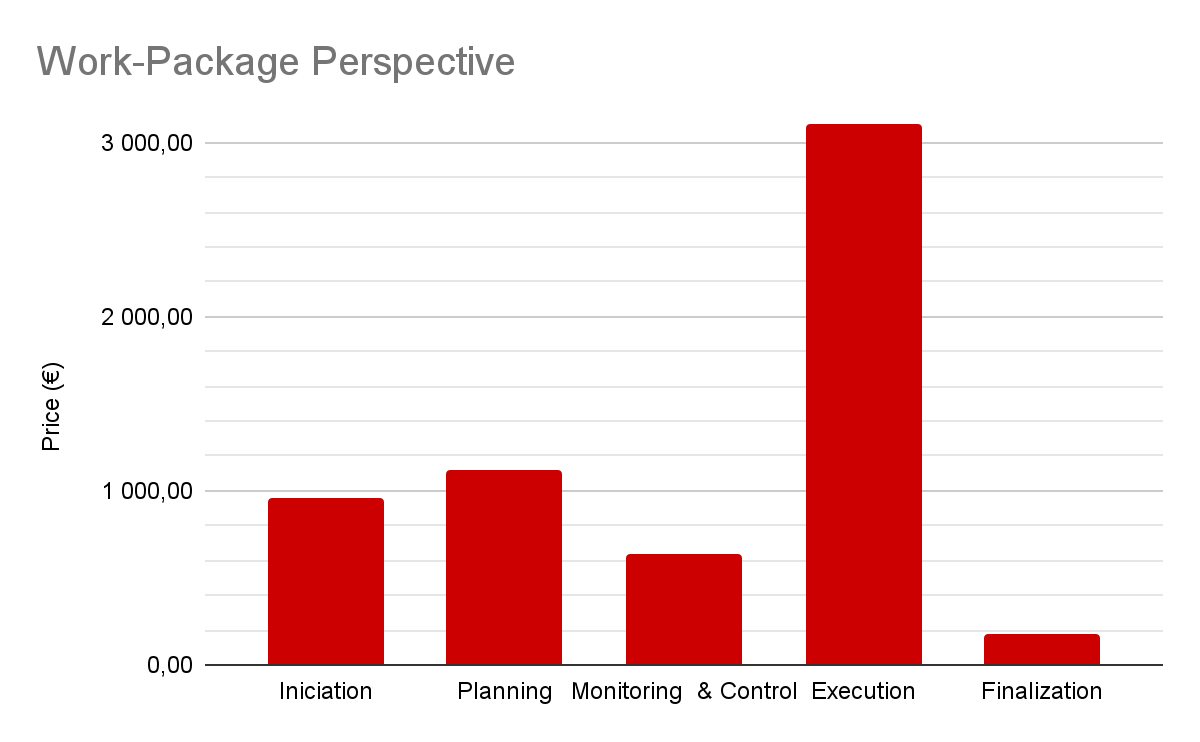 Work-Package Perspective
3 000,00
2 000,00
1 000,00
0,00
Price (€)
Iniciation Planning Monitoring & Control Execution Finalization